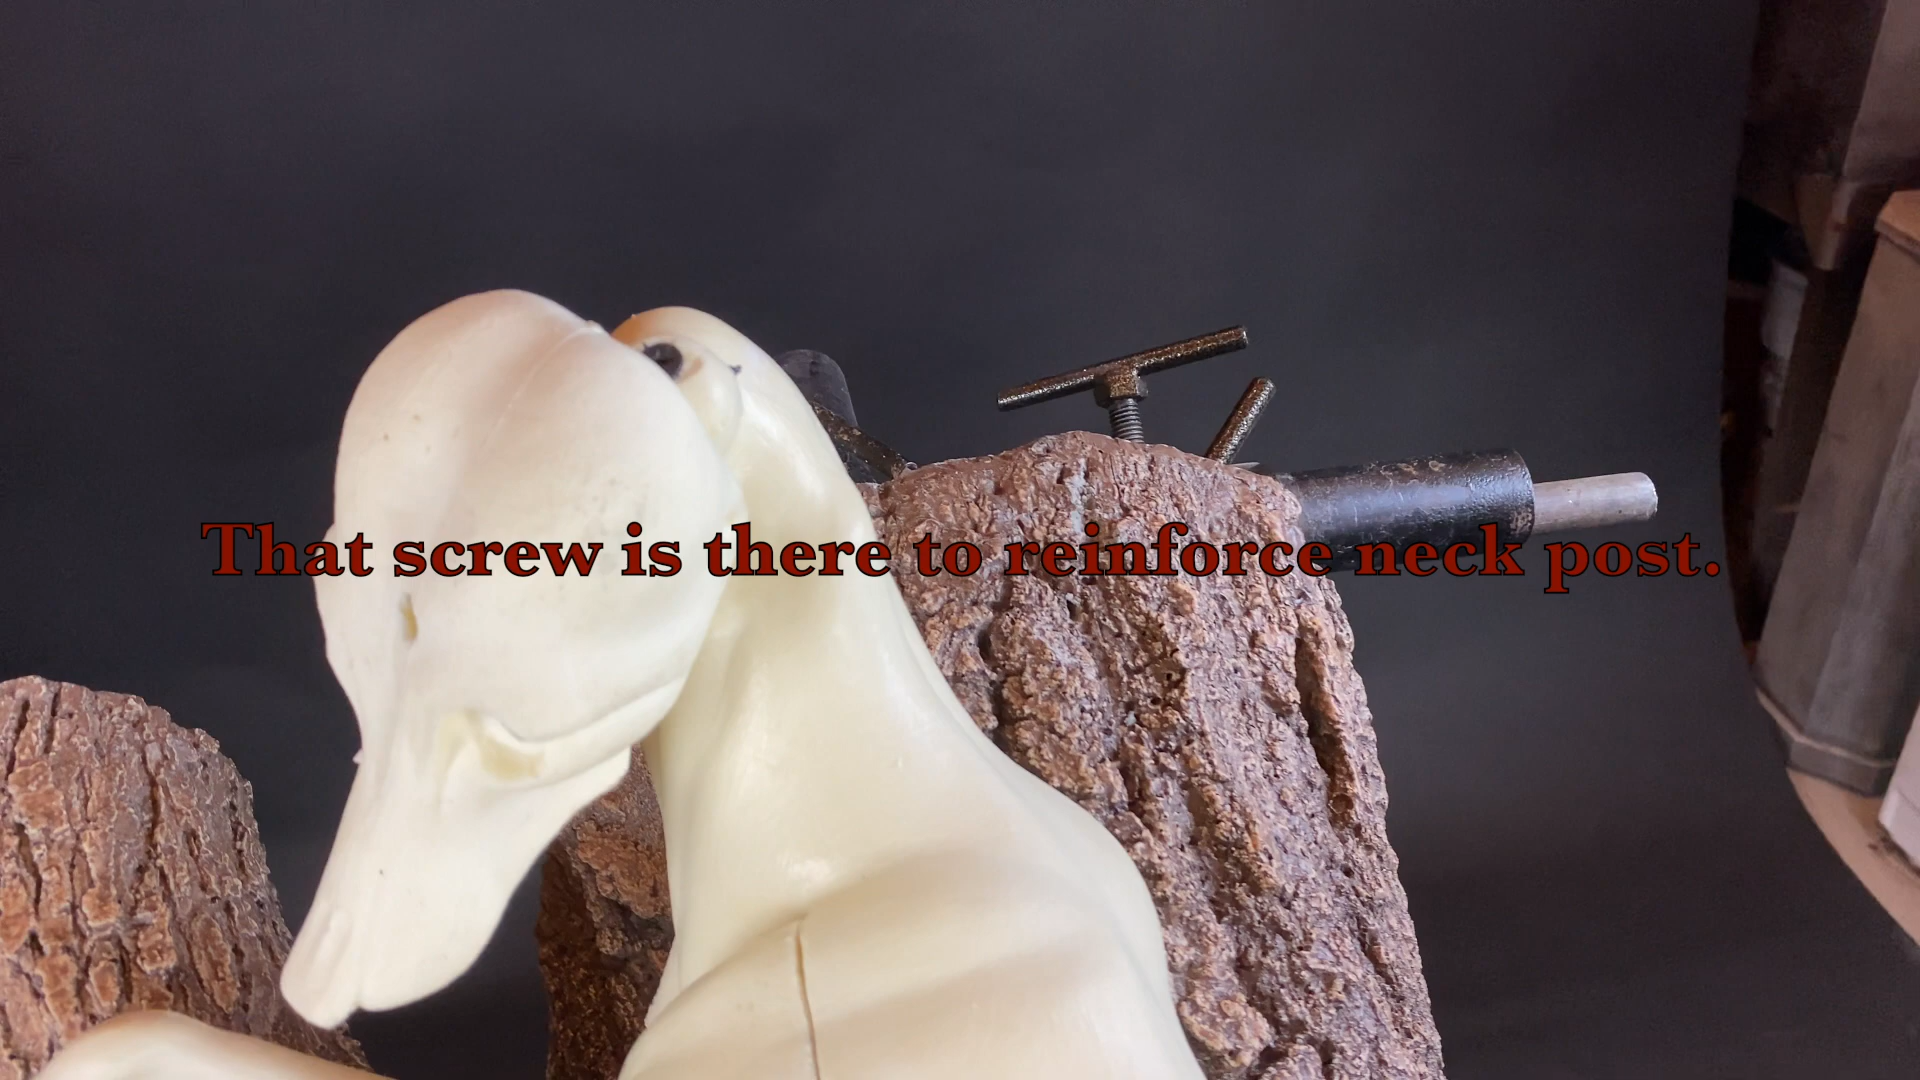 That screw is there to reinforce neck post.